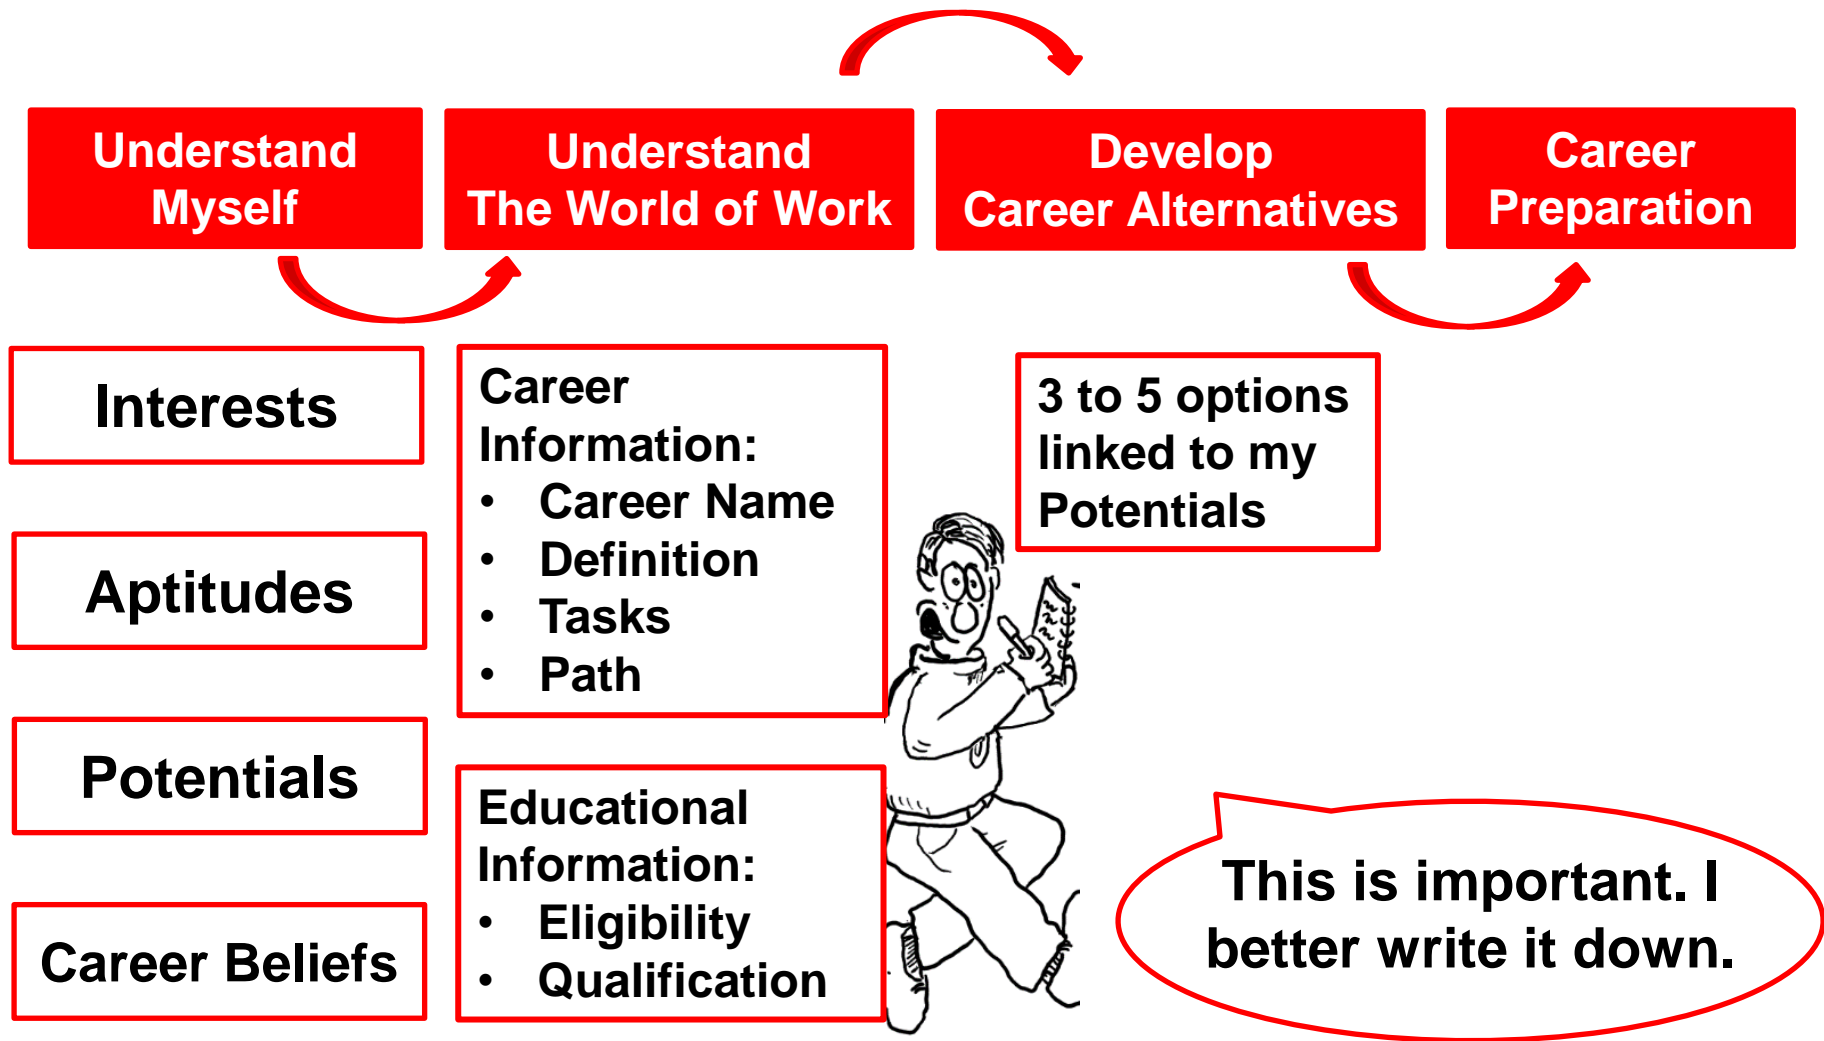 Understand
Myself
Understand
The World of Work
Develop
Career Alternatives
Career
Preparation
Interests
Aptitudes
Potentials
Career Beliefs
Career
Information:
• Career Name
• Definition
• Tasks
• Path
Educational
Information:
• Eligibility
• Qualification
3 to 5 options
linked to my
Potentials
This is important. I
better write it down.